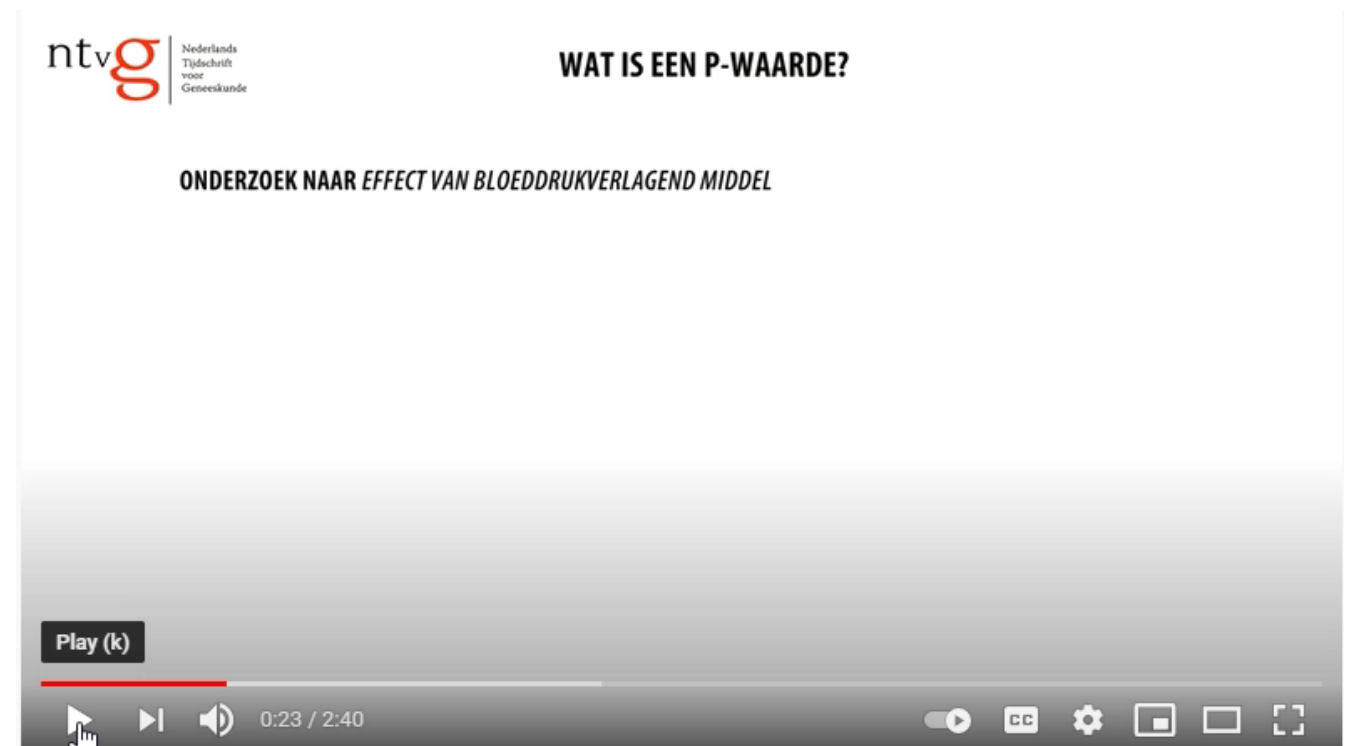 ntvg
Nederlands
Tijdschrift
voor
Geneeskunde
WAT IS EEN P-WAARDE?
ONDERZOEK NAAR EFFECT VAN BLOEDDRUKVERLAGEND MIDDEL
Play (k)
0:23 / 2:40
CC